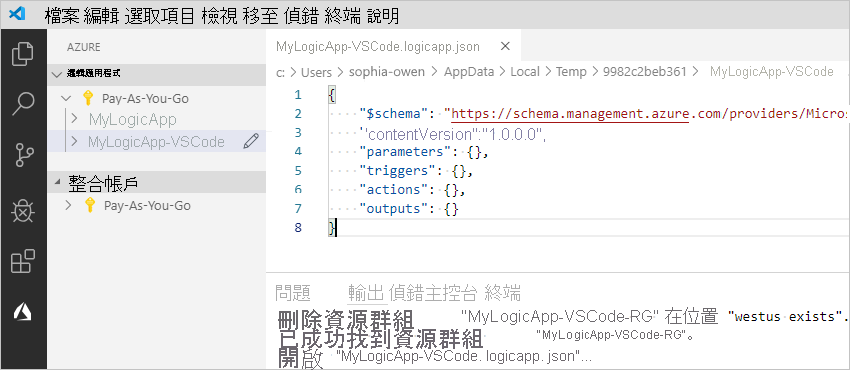 檔案 編輯 選取項目 檢視 移至 偵錯 終端 說明
AZURE
邏輯應用程式
Pay-As-You-Go
MyLogicApp
MyLogicApp-VSCode
整合帳戶
Pay-As-You-Go
MyLogicApp-VSCode.logicapp.json
c: > Users > sophia-owen > AppData > Local > Temp > 9982c2beb361 > MyLogicApp-VSCode
1 {
2 "$schema": "https://schema.management.azure.com/providers/Micros
3 "contentVersion":"1.0.0.0",
4 "parameters": {},
5 "triggers": {},
6 "actions": {},
7 "outputs": {}
8 }
問題 輸出 偵錯主控台 終端
刪除資源群組 "MyLogicApp-VSCode-RG" 在位置 "westus exists".
已成功找到資源群組 "MyLogicApp-VSCode-RG"。
開啟 "MyLogicApp-VSCode. logicapp. json"...